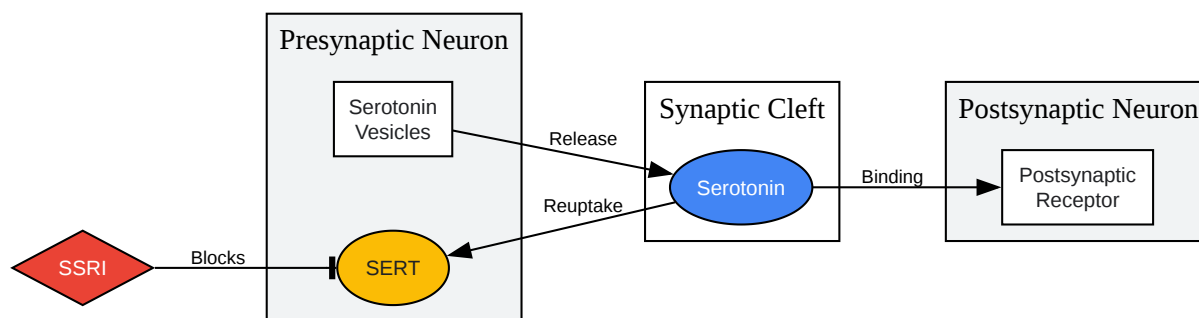 Presynaptic Neuron
Serotonin
Vesicles
Release
Synaptic Cleft
Serotonin
Reuptake
Binding
Postsynaptic Neuron
Postsynaptic
Receptor
SSRI
Blocks
SERT